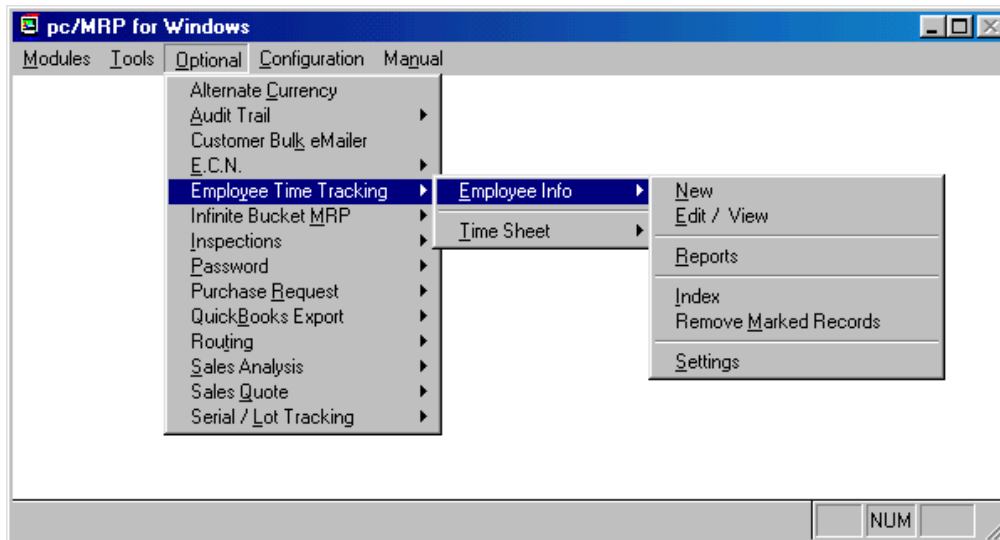 pc/MRP for Windows
Modules Tools Optional Configuration Manual
Alternate Currency
Audit Trail
Customer Bulk eMailer
E.C.N.
Employee Time Tracking
Infinite Bucket MRP
Inspections
Password
Purchase Request
QuickBooks Export
Routing
Sales Analysis
Sales Quote
Serial / Lot Tracking
Employee Info
Time Sheet
New
Edit / View
Reports
Index
Remove Marked Records
Settings
NUM